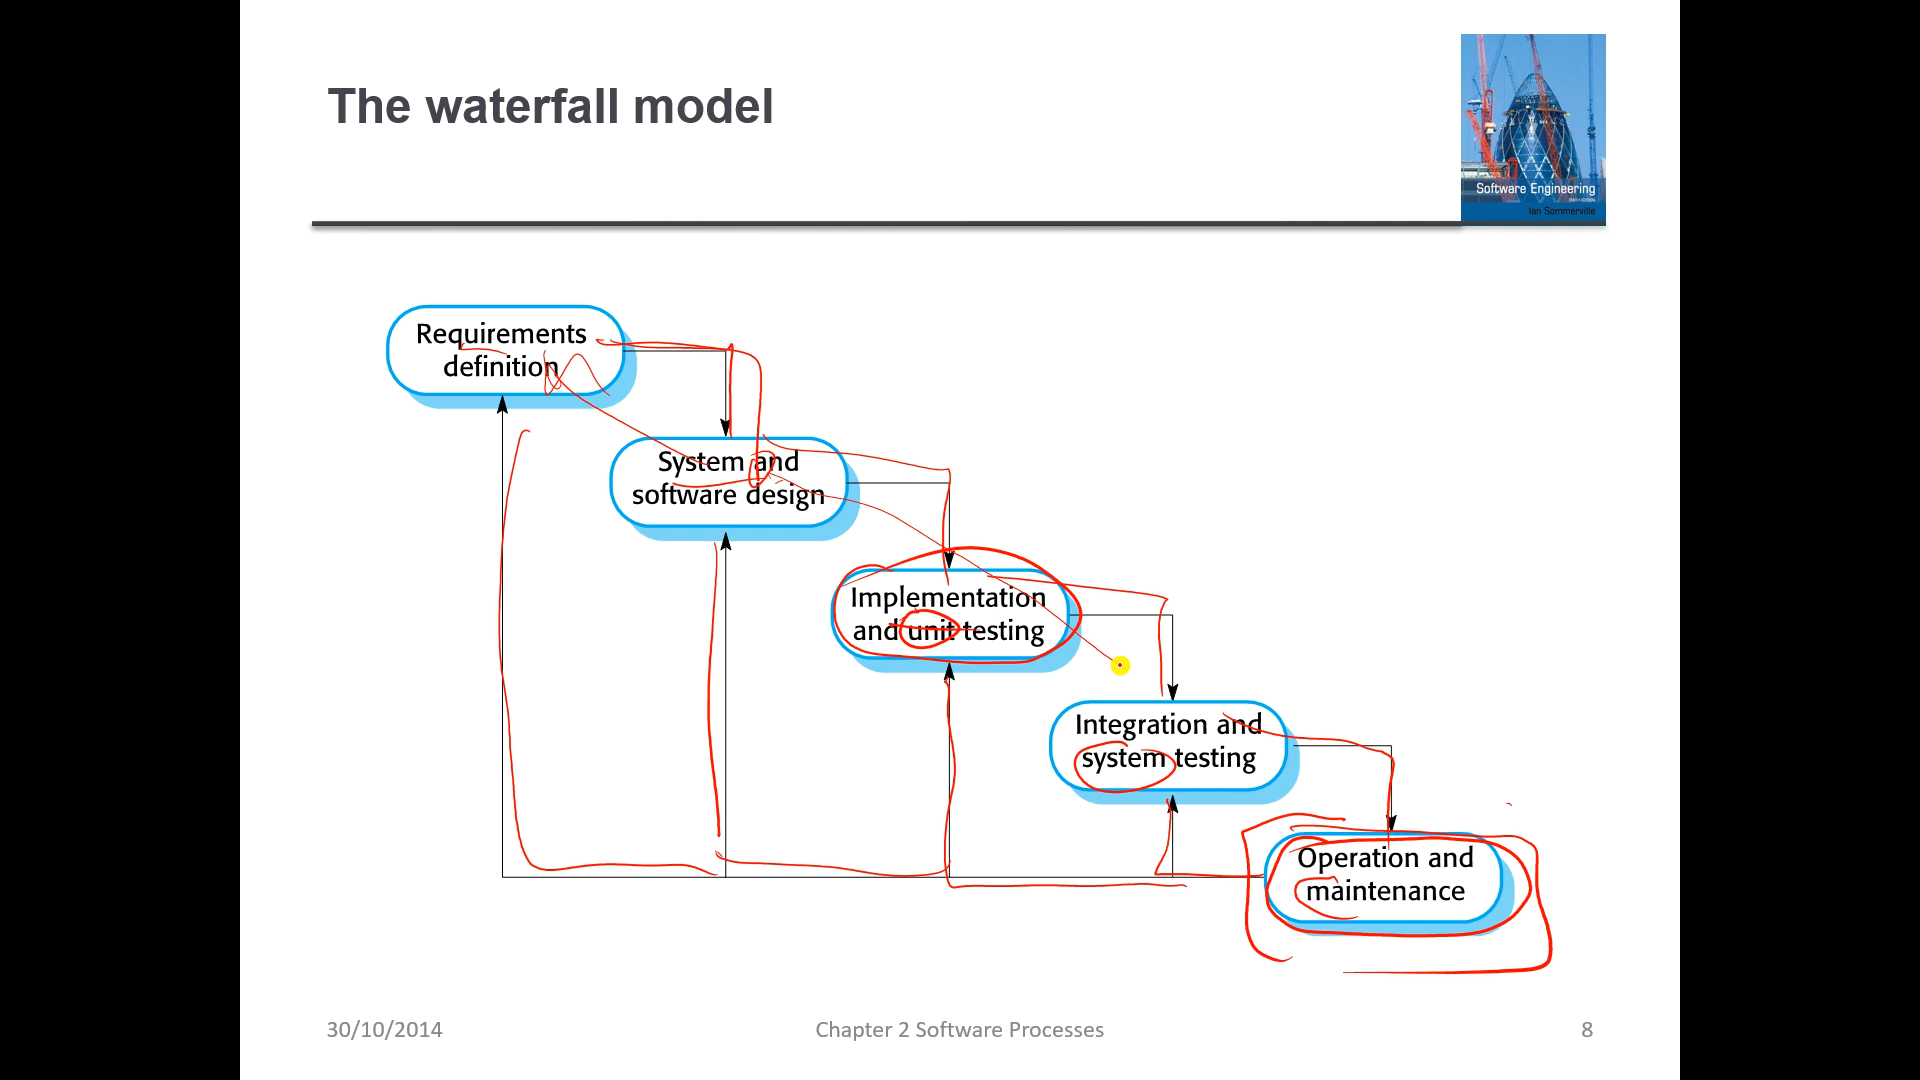 The waterfall model
Software Engineering
Ian Sommerville
Requirements
definition
System and
software design
Implementation
and unit testing
Integration and
system testing
Operation and
maintenance
30/10/2014
Chapter 2 Software Processes
8